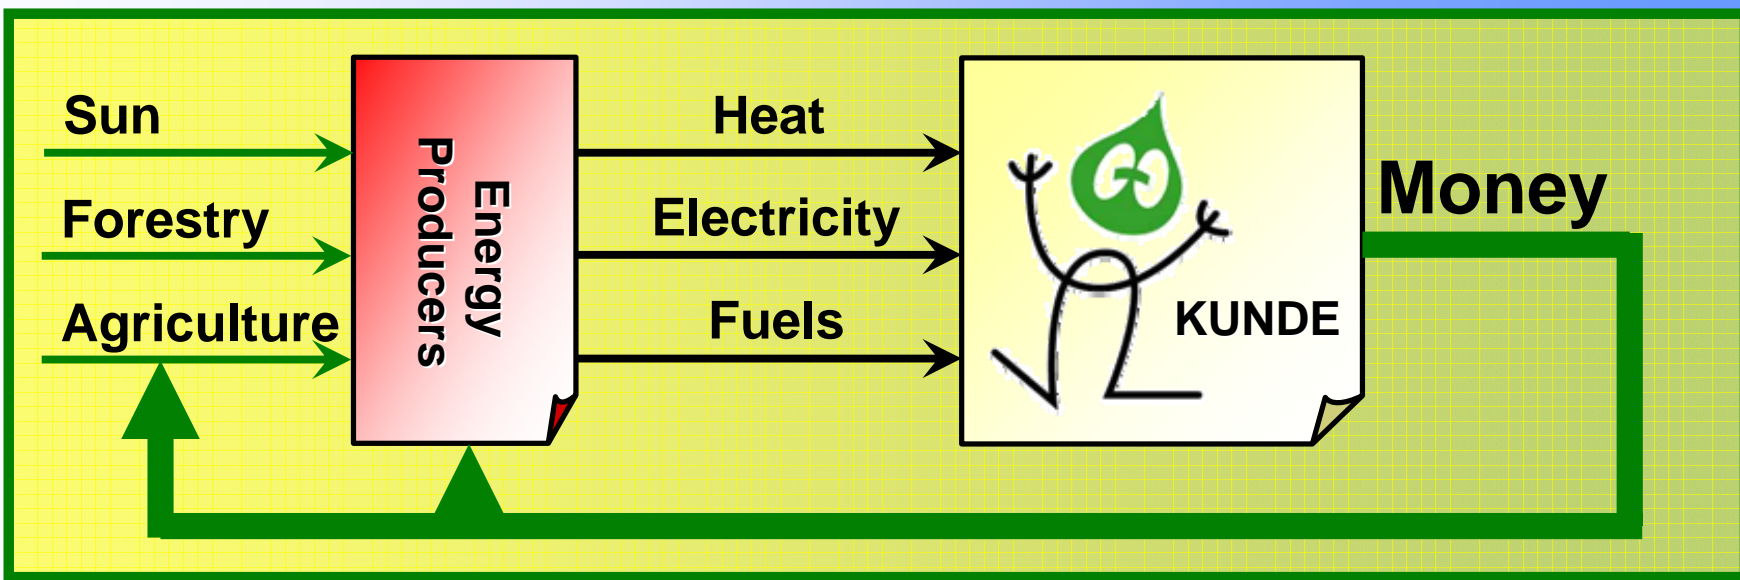 Sun
Forestry
Agriculture
Energy
Producers
Heat
Electricity
Fuels
KUNDE
Money